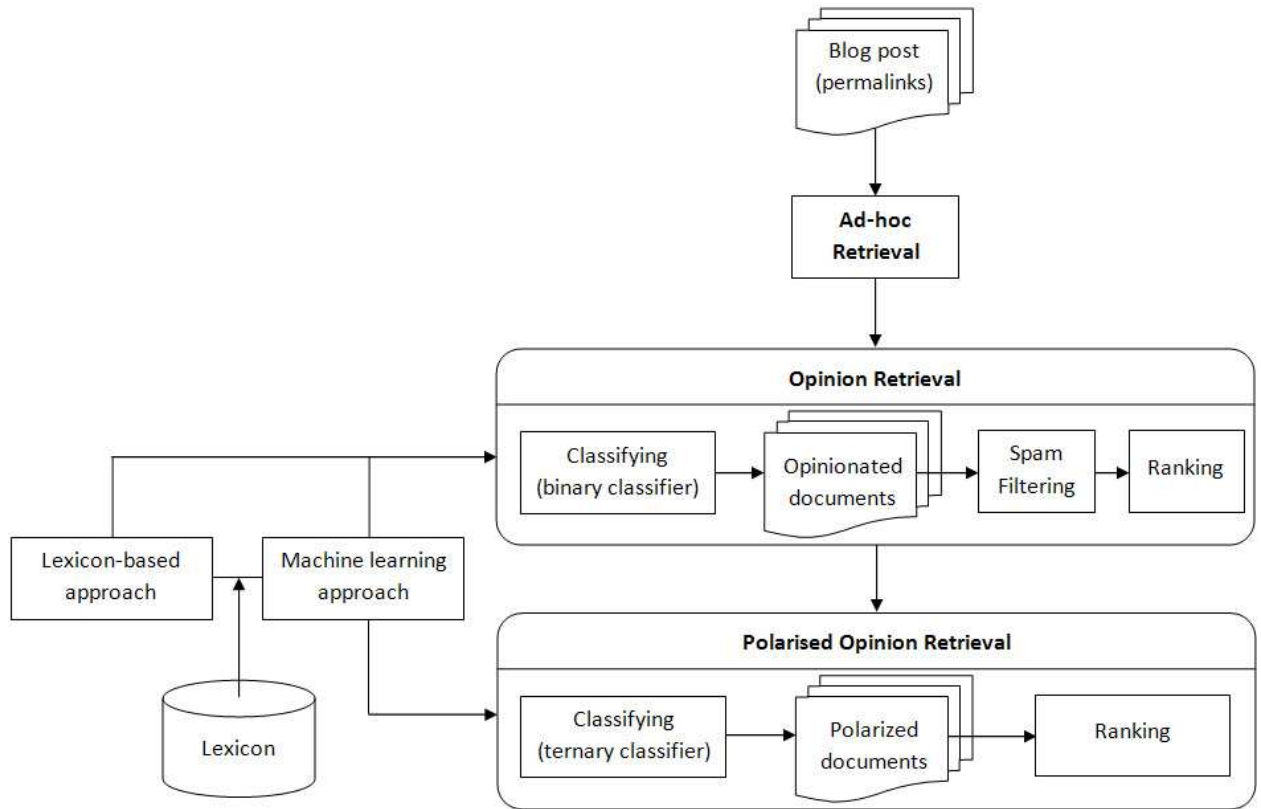 Blog post
(permalinks)
Ad-hoc
Retrieval
Opinion Retrieval
Classifying
(binary classifier)
Opinionated
documents
Spam
Filtering
Ranking
Lexicon-based
approach
Machine learning
approach
Lexicon
Polarised Opinion Retrieval
Classifying
(ternary classifier)
Polarized
documents
Ranking